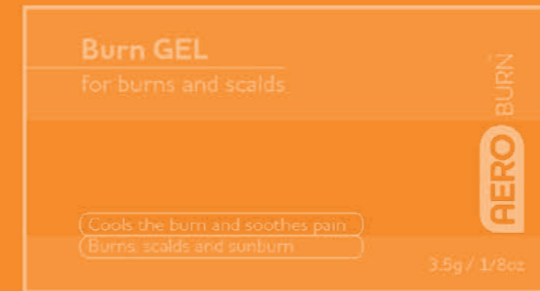 Burn GEL
for burns and scalds
AERO BURN
Cools the burn and soothes pain
Burns, scalds and sunburn
3.5g / 1/8oz